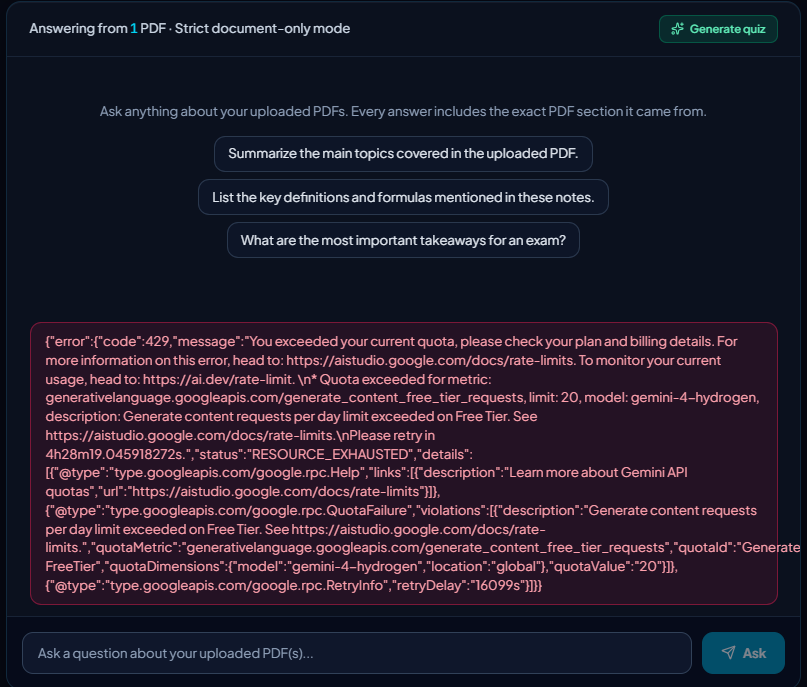 Answering from 1 PDF · Strict document-only mode
Generate quiz
Ask anything about your uploaded PDFs. Every answer includes the exact PDF section it came from.
Summarize the main topics covered in the uploaded PDF.
List the key definitions and formulas mentioned in these notes.
What are the most important takeaways for an exam?
{"error":{"code":429,"message":"You exceeded your current quota, please check your plan and billing details. For
more information on this error, head to: https://aistudio.google.com/docs/rate-limits. To monitor your current
usage, head to: https://ai.dev/rate-limit. \n* Quota exceeded for metric:
generativelanguage.googleapis.com/generate_content_free_tier_requests, limit: 20, model: gemini-4-hydrogen,
description: Generate content requests per day limit exceeded on Free Tier. See
https://aistudio.google.com/docs/rate-limits.\nPlease retry in
4h28m19.045918272s.","status":"RESOURCE_EXHAUSTED","details":
[{"@type":"type.googleapis.com/google.rpc.Help","links":[{"description":"Learn more about Gemini API
quotas","url":"https://aistudio.google.com/docs/rate-limits"}]},
{"@type":"type.googleapis.com/google.rpc.QuotaFailure","violations":[{"description":"Generate content requests
per day limit exceeded on Free Tier. See https://aistudio.google.com/docs/rate-
limits.","quotaMetric":"generativelanguage.googleapis.com/generate_content_free_tier_requests","quotaId":"Generate
FreeTier","quotaDimensions":{"model":"gemini-4-hydrogen","location":"global"},"quotaValue":"20"}]},
{"@type":"type.googleapis.com/google.rpc.RetryInfo","retryDelay":"16099s"}]}}
Ask a question about your uploaded PDF(s)...
Ask